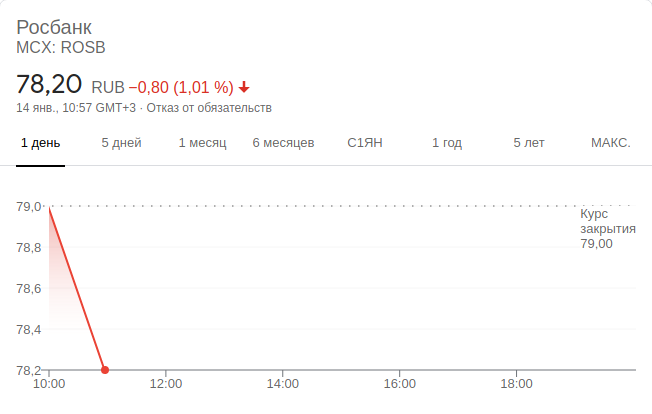 Росбанк
MCX: ROSB
78,20 RUB −0,80 (1,01 %)
14 янв., 10:57 GMT+3 · Отказ от обязательств
1 день 5 дней 1 месяц 6 месяцев С1ЯН 1 год 5 лет МАКС.
79,0
Курс
закрытия
79,00
78,8
78,6
78,4
78,2
10:00 12:00 14:00 16:00 18:00